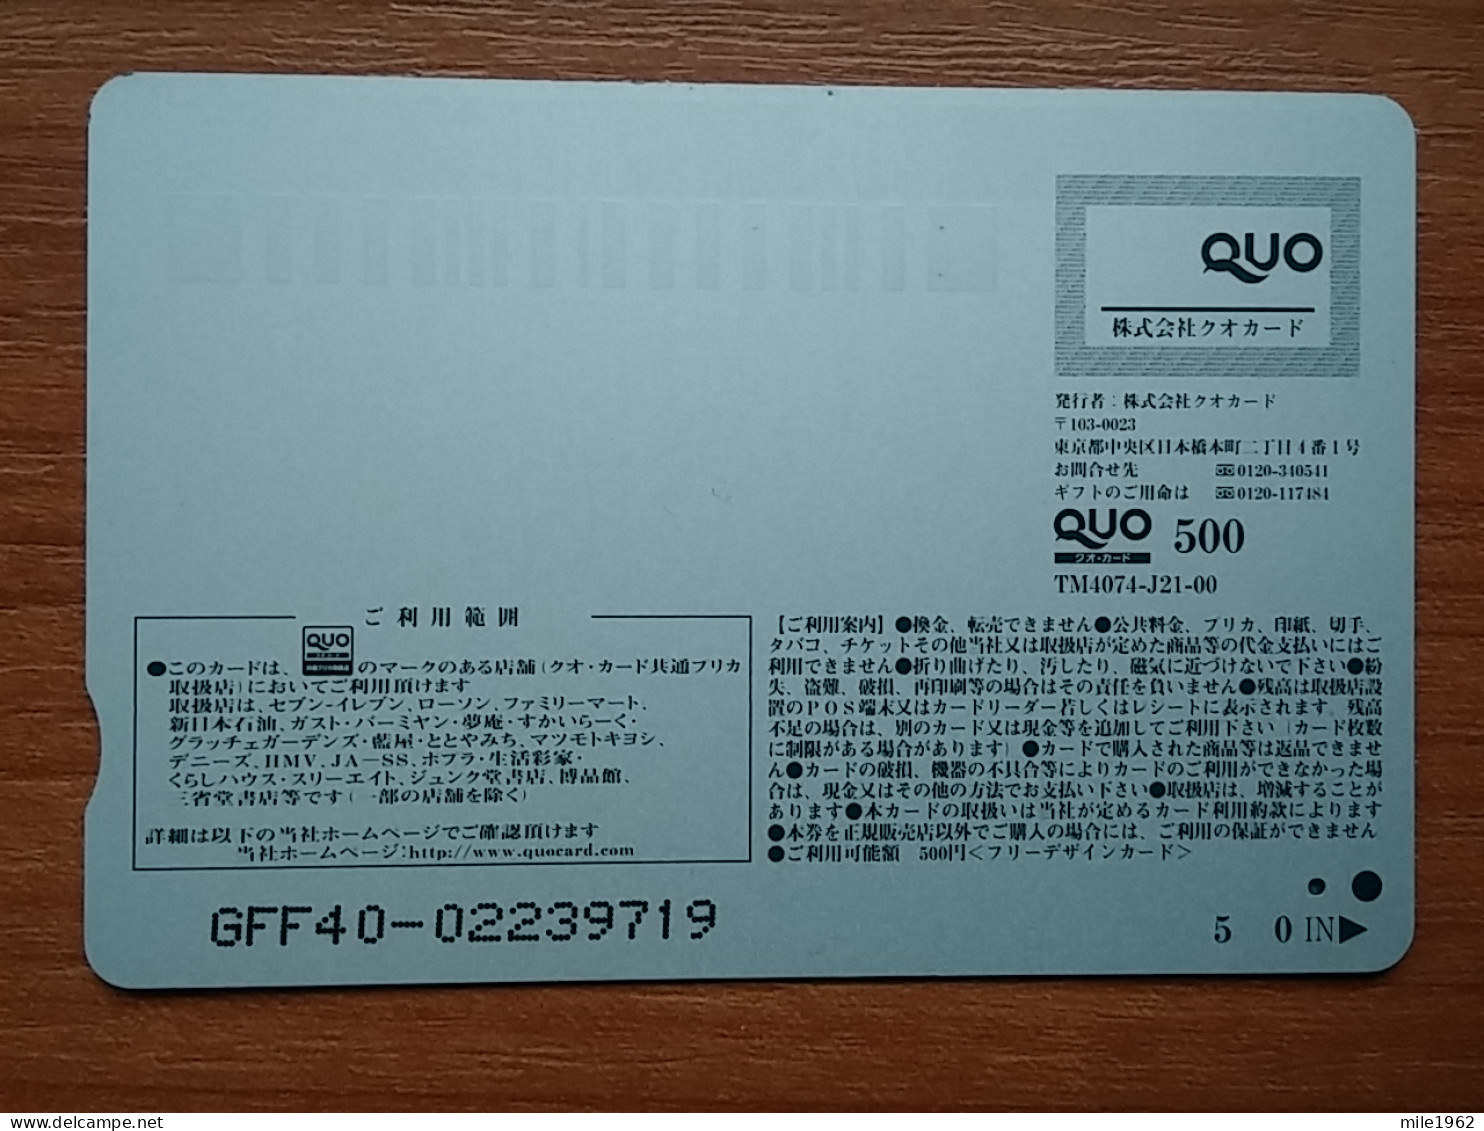 QUO
株式会社クオカード
発行者：株式会社クオカード
〒103-0023
東京都中央区日本橋本町二丁目4番1号
お問合せ先 0120-340541
ギフトのご用命は 0120-117484
QUO 500
クオ・カード
TM4074-J21-00
ご利用範囲
●このカードは、QUOのマークのある店舗(クオ・カード共通プリカ
取扱店)においてご利用頂けます
取扱店は、セブン-イレブン、ローソン、ファミリーマート、
新日本石油、ガスト・バーミヤン・夢庵・すかいらーく・
グラッチェガーデンズ・藍屋・ととやみち、マツモトキヨシ、
デニーズ、HMV、JA-SS、ホプラ・生活彩家・
くらしハウス・スリーエイト、ジュンク堂書店、博品館、
三省堂書店等です(一部の店舗を除く)
詳細は以下の当社ホームページでご確認頂けます
当社ホームページ:http://www.quocard.com
【ご利用案内】●換金、転売できません●公共料金、プリカ、印紙、切手、
タバコ、チケットその他当社又は取扱店が定めた商品等の代金支払いにはご
利用できません●折り曲げたり、汚したり、磁気に近づけないで下さい●紛
失、盗難、破損、再印刷等の場合はその責任を負いません●残高は取扱店設
置のPOS端末又はカードリーダー若しくはレシートに表示されます。残高
不足の場合は、別のカード又は現金等を追加してご利用下さい(カード枚数
に制限がある場合があります)●カードで購入された商品等は返品できませ
ん●カードの破損、機器の不具合等によりカードのご利用ができなかった場
合は、現金又はその他の方法でお支払い下さい●取扱店は、増減することが
あります●本カードの取扱いは当社が定めるカード利用約款によります
●本券を正規販売店以外でご購入の場合には、ご利用の保証ができません
●ご利用可能額 500円<フリーデザインカード>
GFF40-02239719
5 0 IN▶
delcampe.net
mile1962